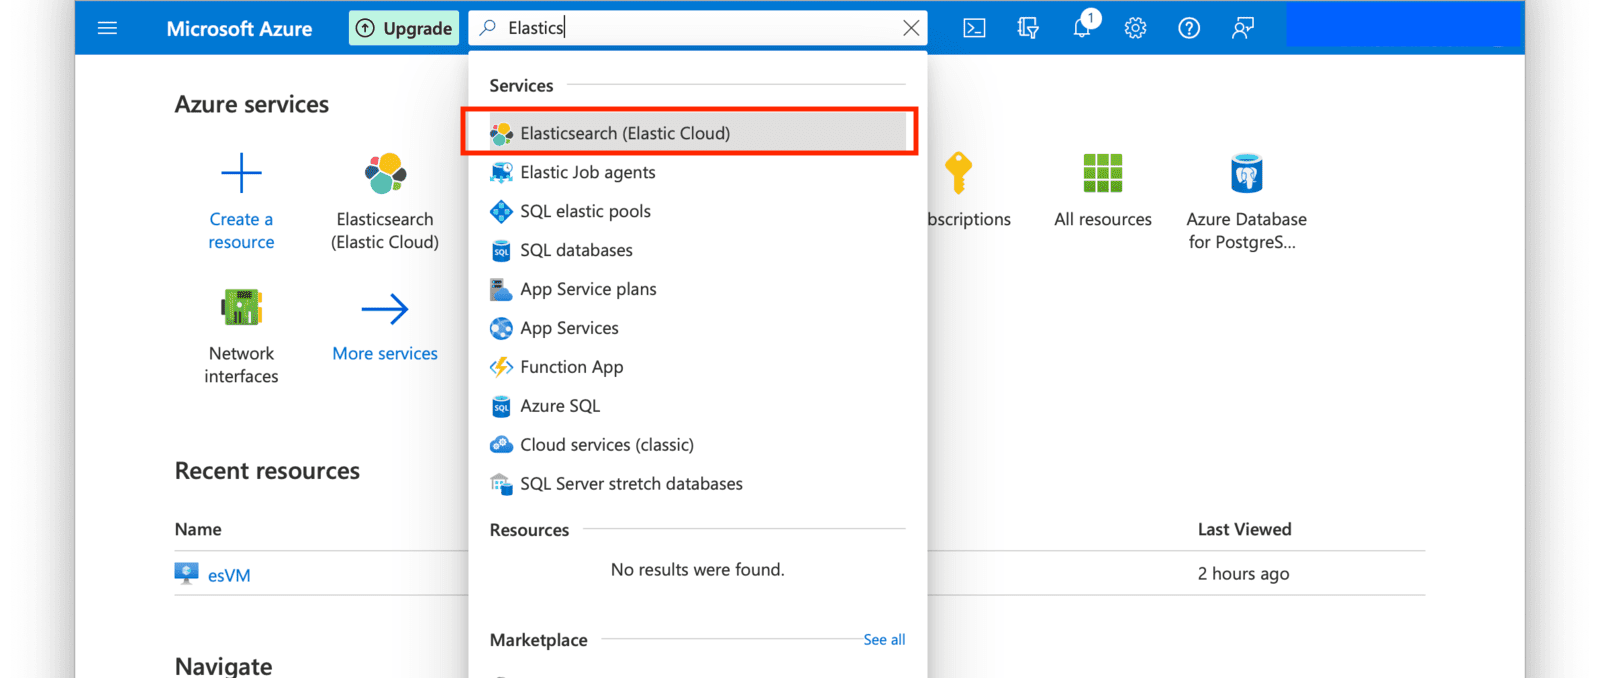 Microsoft Azure
Upgrade
Elastics
1
Services
Elasticsearch (Elastic Cloud)
Elastic Job agents
SQL elastic pools
SQL databases
App Service plans
App Services
Function App
Azure SQL
Cloud services (classic)
SQL Server stretch databases
Resources
No results were found.
Marketplace
See all
Azure services
Create a
resource
Elasticsearch
(Elastic Cloud)
bscriptions
All resources
Azure Database
for PostgreS...
Network
interfaces
More services
Recent resources
Name
Last Viewed
esVM
2 hours ago
Navigate